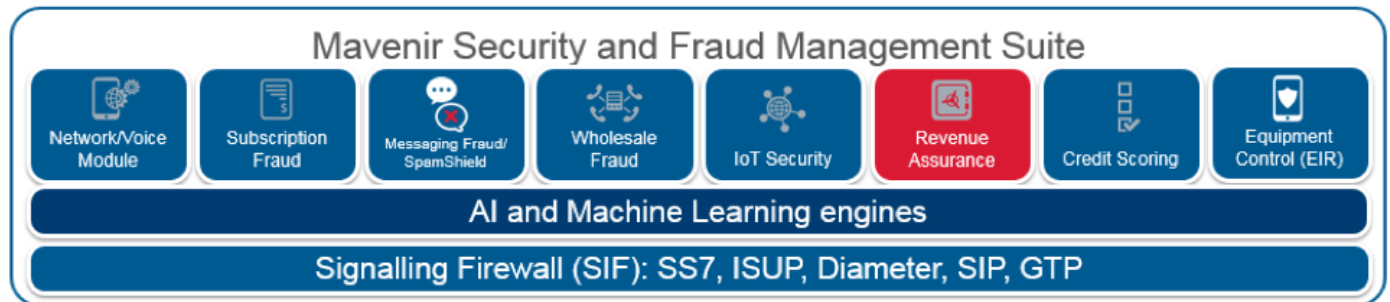 Mavenir Security and Fraud Management Suite
Network/Voice
Module
Subscription
Fraud
Messaging Fraud/
SpamShield
Wholesale
Fraud
IoT Security
Revenue
Assurance
Credit Scoring
Equipment
Control (EIR)
AI and Machine Learning engines
Signalling Firewall (SIF): SS7, ISUP, Diameter, SIP, GTP